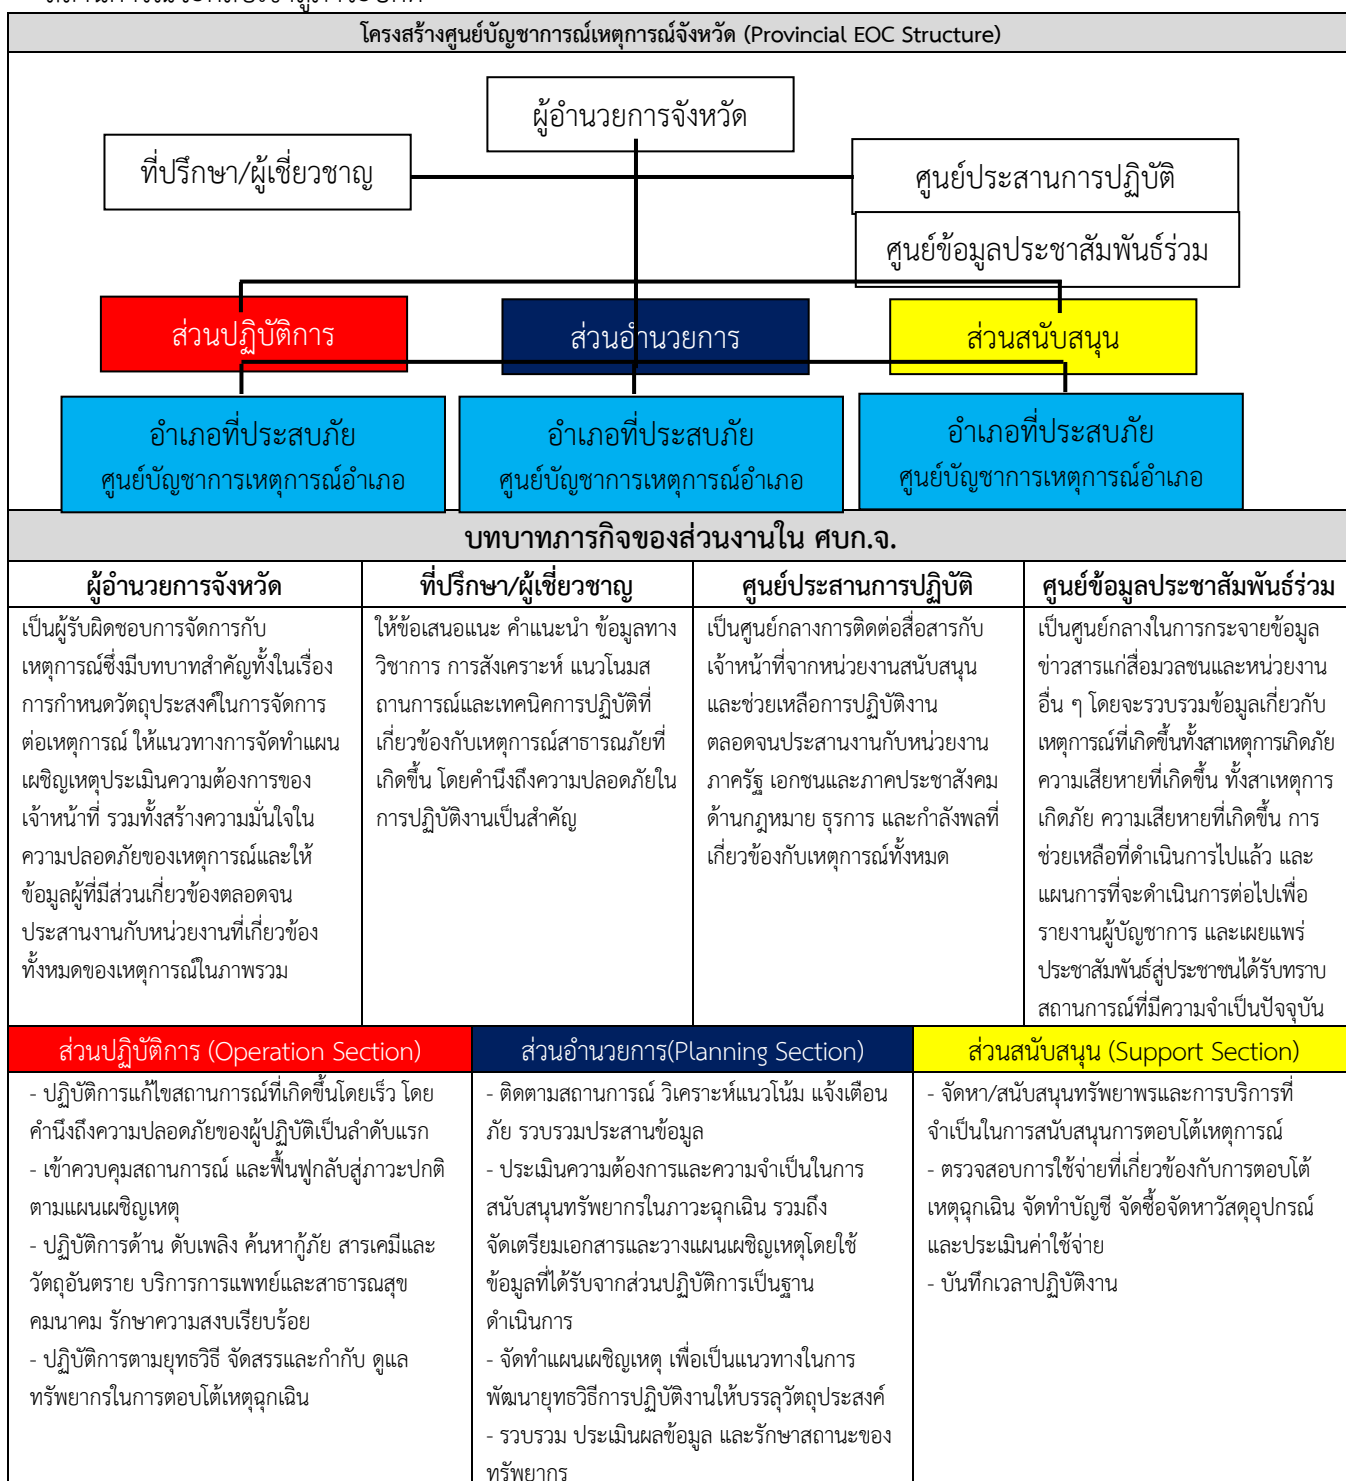 โครงสร้างศูนย์บัญชาการณ์เหตุการณ์จังหวัด (Provincial EOC Structure)
ผู้อำนวยการจังหวัด
ที่ปรึกษา/ผู้เชี่ยวชาญ
ศูนย์ประสานการปฏิบัติ
ศูนย์ข้อมูลประชาสัมพันธ์ร่วม
ส่วนปฏิบัติการ
ส่วนอำนวยการ
ส่วนสนับสนุน
อำเภอที่ประสบภัย
ศูนย์บัญชาการเหตุการณ์อำเภอ
อำเภอที่ประสบภัย
ศูนย์บัญชาการเหตุการณ์อำเภอ
อำเภอที่ประสบภัย
ศูนย์บัญชาการเหตุการณ์อำเภอ
บทบาทภารกิจของส่วนงานใน ศบก.จ.
ผู้อำนวยการจังหวัด
เป็นผู้รับผิดชอบการจัดการกับ
เหตุการณ์ซึ่งมีบทบาทสำคัญทั้งในเรื่อง
การกำหนดวัตถุประสงค์ในการจัดการ
ต่อเหตุการณ์ ให้แนวทางการจัดทำแผน
เผชิญเหตุประเมินความต้องการของ
เจ้าหน้าที่ รวมทั้งสร้างความมั่นใจใน
ความปลอดภัยของเหตุการณ์และให้
ข้อมูลผู้ที่มีส่วนเกี่ยวข้องตลอดจน
ประสานงานกับหน่วยงานที่เกี่ยวข้อง
ทั้งหมดของเหตุการณ์ในภาพรวม
ที่ปรึกษา/ผู้เชี่ยวชาญ
ให้ข้อเสนอแนะ คำแนะนำ ข้อมูลทาง
วิชาการ การสังเคราะห์ แนวโนมส
ถานการณ์และเทคนิคการปฏิบัติที่
เกี่ยวข้องกับเหตุการณ์สาธารณภัยที่
เกิดขึ้น โดยคำนึงถึงความปลอดภัยใน
การปฏิบัติงานเป็นสำคัญ
ศูนย์ประสานการปฏิบัติ
เป็นศูนย์กลางการติดต่อสื่อสารกับ
เจ้าหน้าที่จากหน่วยงานสนับสนุน
และช่วยเหลือการปฏิบัติงาน
ตลอดจนประสานงานกับหน่วยงาน
ภาครัฐ เอกชนและภาคประชาสังคม
ด้านกฎหมาย ธุรการ และกำลังพลที่
เกี่ยวข้องกับเหตุการณ์ทั้งหมด
ศูนย์ข้อมูลประชาสัมพันธ์ร่วม
เป็นศูนย์กลางในการกระจายข้อมูล
ข่าวสารแก่สื่อมวลชนและหน่วยงาน
อื่น ๆ โดยจะรวบรวมข้อมูลเกี่ยวกับ
เหตุการณ์ที่เกิดขึ้นทั้งสาเหตุการเกิดภัย
ความเสียหายที่เกิดขึ้น ทั้งสาเหตุการ
เกิดภัย ความเสียหายที่เกิดขึ้น การ
ช่วยเหลือที่ดำเนินการไปแล้ว และ
แผนการที่จะดำเนินการต่อไปเพื่อ
รายงานผู้บัญชาการ และเผยแพร่
ประชาสัมพันธ์สู่ประชาชนได้รับทราบ
สถานการณ์ที่มีความจำเป็นปัจจุบัน
ส่วนปฏิบัติการ (Operation Section)
- ปฏิบัติการแก้ไขสถานการณ์ที่เกิดขึ้นโดยเร็ว โดย
คำนึงถึงความปลอดภัยของผู้ปฏิบัติเป็นลำดับแรก
- เข้าควบคุมสถานการณ์ และฟื้นฟูกลับสู่ภาวะปกติ
ตามแผนเผชิญเหตุ
- ปฏิบัติการด้าน ดับเพลิง ค้นหากู้ภัย สารเคมีและ
วัตถุอันตราย บริการการแพทย์และสาธารณสุข
คมนาคม รักษาความสงบเรียบร้อย
- ปฏิบัติการตามยุทธวิธี จัดสรรและกำกับ ดูแล
ทรัพยากรในการตอบโต้เหตุฉุกเฉิน
ส่วนอำนวยการ(Planning Section)
- ติดตามสถานการณ์ วิเคราะห์แนวโน้ม แจ้งเตือน
ภัย รวบรวมประสานข้อมูล
- ประเมินความต้องการและความจำเป็นในการ
สนับสนุนทรัพยากรในภาวะฉุกเฉิน รวมถึง
จัดเตรียมเอกสารและวางแผนเผชิญเหตุโดยใช้
ข้อมูลที่ได้รับจากส่วนปฏิบัติการเป็นฐาน
ดำเนินการ
- จัดทำแผนเผชิญเหตุ เพื่อเป็นแนวทางในการ
พัฒนายุทธวิธีการปฏิบัติงานให้บรรลุวัตถุประสงค์
- รวบรวม ประเมินผลข้อมูล และรักษาสถานะของ
ทรัพยากร
ส่วนสนับสนุน (Support Section)
- จัดหา/สนับสนุนทรัพยาพรและการบริการที่
จำเป็นในการสนับสนุนการตอบโต้เหตุการณ์
- ตรวจสอบการใช้จ่ายที่เกี่ยวข้องกับการตอบโต้
เหตุฉุกเฉิน จัดทำบัญชี จัดซื้อจัดหาวัสดุอุปกรณ์
และประเมินค่าใช้จ่าย
- บันทึกเวลาปฏิบัติงาน